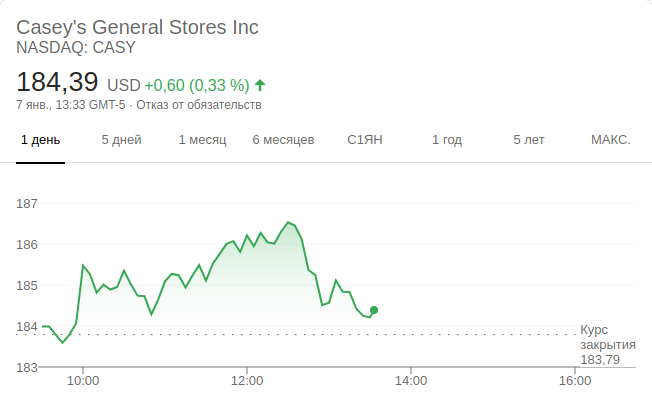 Casey's General Stores Inc
NASDAQ: CASY
184,39 USD +0,60 (0,33 %)
7 янв., 13:33 GMT-5 · Отказ от обязательств
1 день 5 дней 1 месяц 6 месяцев С1ЯН 1 год 5 лет МАКС.
187
186
185
184
Курс
закрытия
183,79
183
10:00 12:00 14:00 16:00